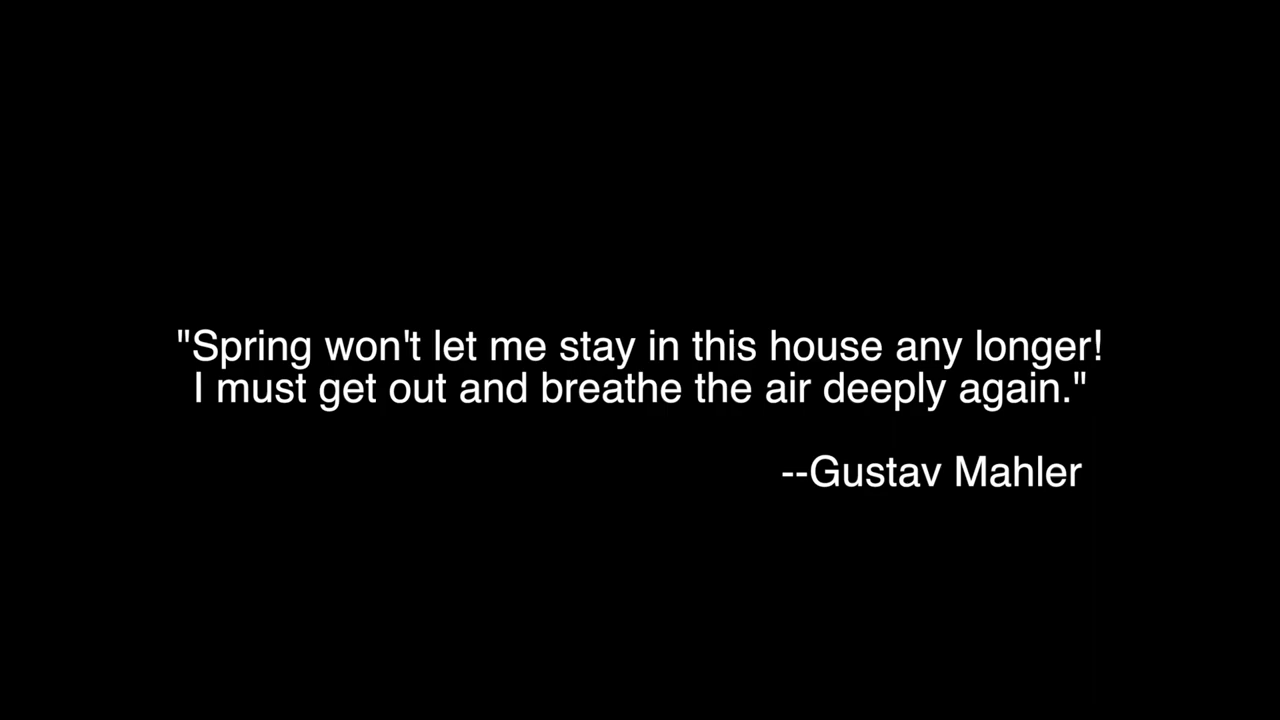 "Spring won't let me stay in this house any longer!
I must get out and breathe the air deeply again."
--Gustav Mahler